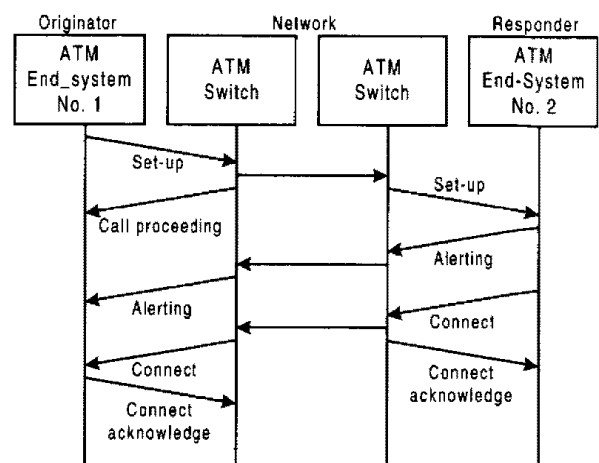 Originator
Network
Responder
ATM
End_system
No. 1
ATM
Switch
ATM
Switch
ATM
End-System
No. 2
Set-up
Set-up
Call proceeding
Alerting
Alerting
Connect
Connect
Connect
acknowledge
Connect
acknowledge